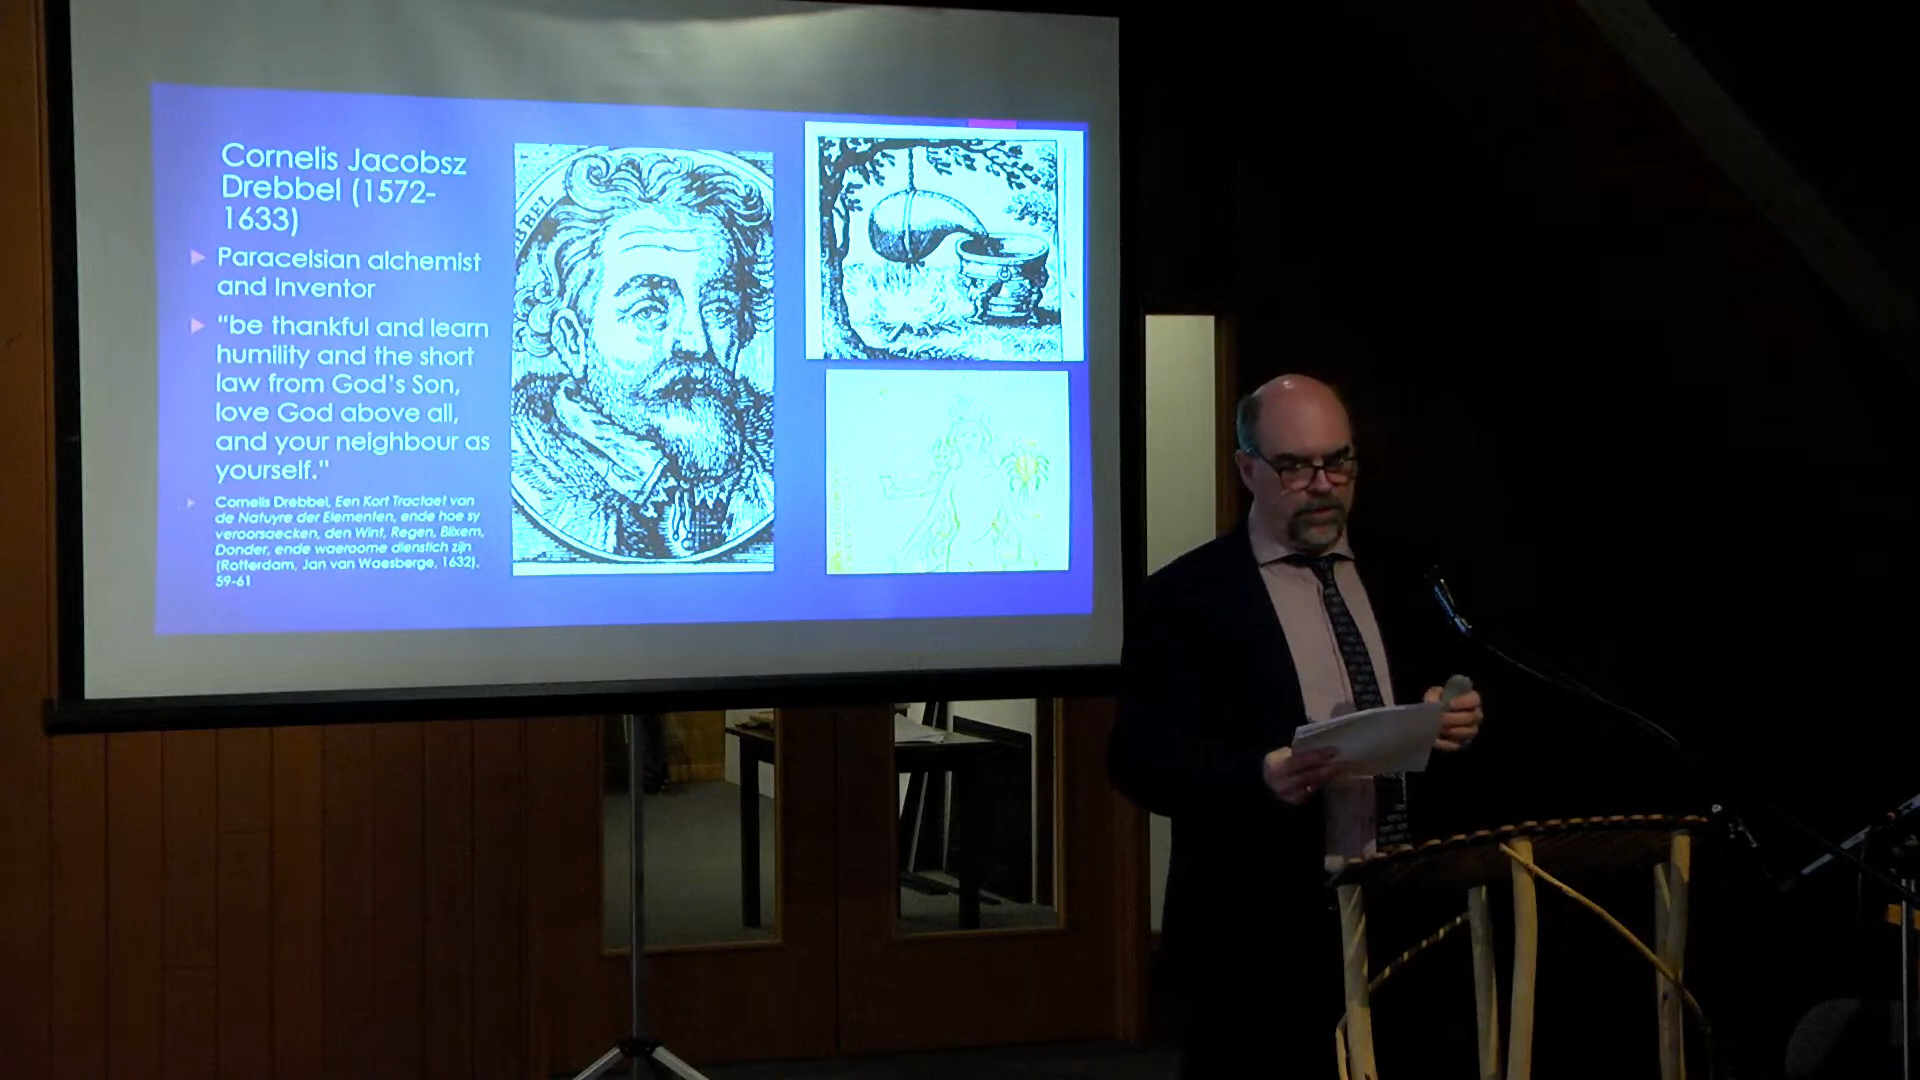 Cornelis Jacobsz
Drebbel (1572-
1633)
Paracelsian alchemist
and Inventor
“be thankful and learn
humility and the short
law from God’s Son,
love God above all,
and your neighbour as
yourself.”
Cornelis Drebbel, Een Kort Tractaet van
de Natuyre der Elementen, ende hoe sy
veroorsaecken, den Wint, Regen, Blixem,
Donder, ende waeroome dienstich zijn
(Rotterdam, Jan van Waesberge, 1632),
59-61
BBEL